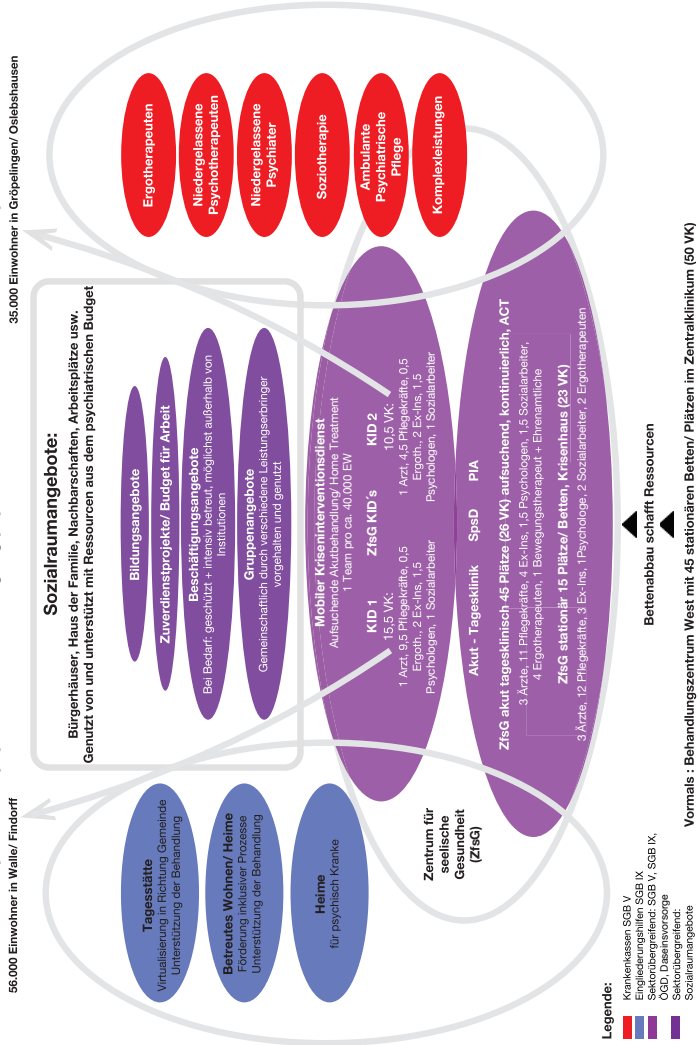 56.000 Einwohner in Walle/ Findorff
35.000 Einwohner in Gröpelingen/ Oslebshausen
Sozialraumangebote:
Bürgerhäuser, Haus der Familie, Nachbarschaften, Arbeitsplätze usw.
Genutzt von und unterstützt mit Ressourcen aus dem psychiatrischen Budget
Bildungsangebote
Zuverdienstprojekte/ Budget für Arbeit
Beschäftigungsangebote
Bei Bedarf: geschützt + intensiv betreut, möglichst außerhalb von
Institutionen
Gruppenangebote
Gemeinschaftlich durch verschiedene Leistungserbringer
vorgehalten und genutzt
Tagesstätte
Virtualisierung in Richtung Gemeinde
Unterstützung der Behandlung
Betreutes Wohnen/ Heime
Förderung inklusiver Prozesse
Unterstützung der Behandlung
Heime
für psychisch Kranke
Ergotherapeuten
Niedergelassene
Psychotherapeuten
Niedergelassene
Psychiater
Soziotherapie
Ambulante
Psychiatrische
Pflege
Komplexleistungen
Mobiler Kriseninterventionsdienst
Aufsuchende Akutbehandlung/ Home Treatment
1 Team pro ca. 40.000 EW
KID 1 ZfsG KID´s KID 2
15,5 VK:
1 Arzt, 9,5 Pflegekräfte, 0,5
Ergoth., 2 Ex-Ins, 1,5
Psychologen, 1 Sozialarbeiter
10,5 VK:
1 Arzt, 4,5 Pflegekräfte, 0,5
Ergoth., 2 Ex-Ins, 1,5
Psychologen, 1 Sozialarbeiter
Zentrum für
seelische
Gesundheit
(ZfsG)
Akut - Tagesklinik SpsD PIA
ZfsG akut tagesklinisch 45 Plätze (26 VK) aufsuchend, kontinuierlich, ACT
3 Ärzte, 11 Pflegekräfte, 4 Ex-Ins, 1,5 Psychologen, 1,5 Sozialarbeiter,
4 Ergotherapeuten, 1 Bewegungstherapeut + Ehrenamtliche
ZfsG stationär 15 Plätze/ Betten, Krisenhaus (23 VK)
3 Ärzte, 12 Pflegekräfte, 3 Ex-Ins, 1 Psychologe, 2 Sozialarbeiter, 2 Ergotherapeuten
Bettenabbau schafft Ressourcen
Vormals : Behandlungszentrum West mit 45 stationären Betten/ Plätzen im Zentralklinikum (50 VK)
Legende:
Krankenkassen SGB V
Eingliederungshilfen SGB IX
Sektorübergreifend: SGB V, SGB IX,
ÖGD, Daseinsvorsorge
Sektorübergreifend:
Sozialraumangebote